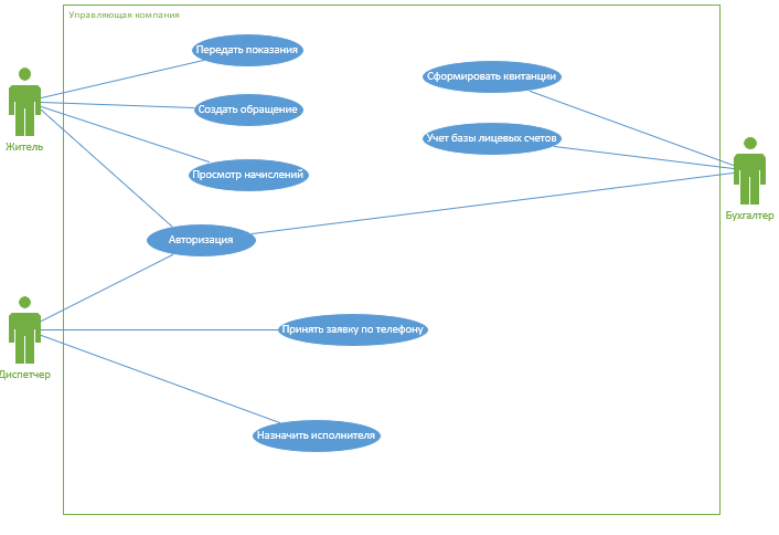 Управляющая компания
Передать показания
Сформировать квитанции
Создать обращение
Учет базы лицевых счетов
Житель
Просмотр начислений
Бухгалтер
Авторизация
Принять заявку по телефону
Диспетчер
Назначить исполнителя